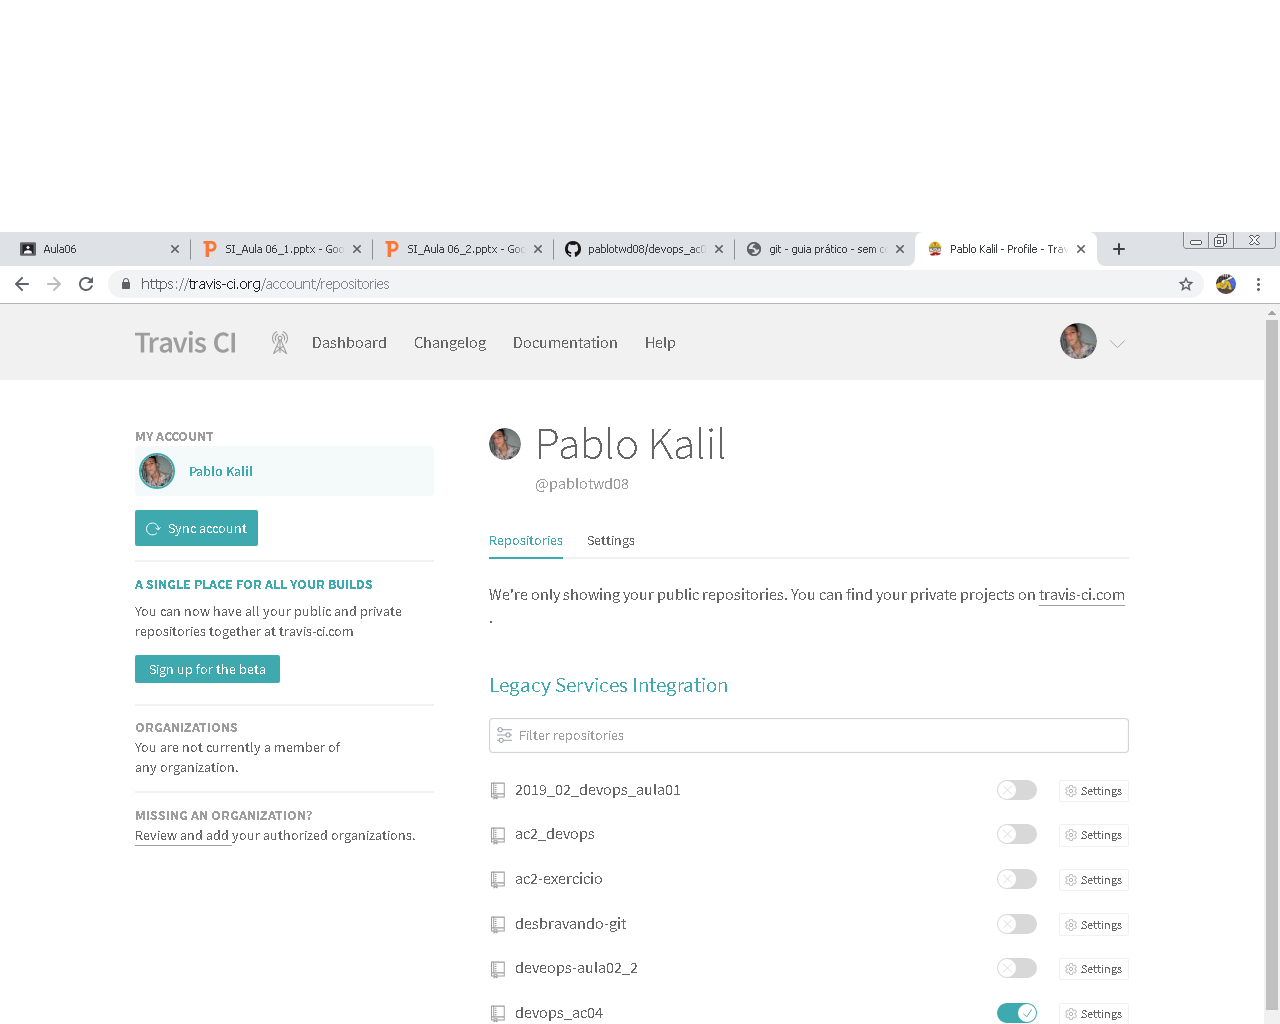 Aula06
SI_Aula 06_1.pptx - Goo
SI_Aula 06_2.pptx - Goo
pablotwd08/devops_ac0
git - guia prático - sem c
Pablo Kalil - Profile - Trav
https://travis-ci.org/account/repositories
Travis CI
Dashboard
Changelog
Documentation
Help
MY ACCOUNT
Pablo Kalil
Sync account
A SINGLE PLACE FOR ALL YOUR BUILDS
You can now have all your public and private
repositories together at travis-ci.com
Sign up for the beta
ORGANIZATIONS
You are not currently a member of
any organization.
MISSING AN ORGANIZATION?
Review and add your authorized organizations.
Pablo Kalil
@pablotwd08
Repositories
Settings
We're only showing your public repositories. You can find your private projects on travis-ci.com
.
Legacy Services Integration
Filter repositories
2019_02_devops_aula01
Settings
ac2_devops
Settings
ac2-exercicio
Settings
desbravando-git
Settings
deveops-aula02_2
Settings
devops_ac04
Settings